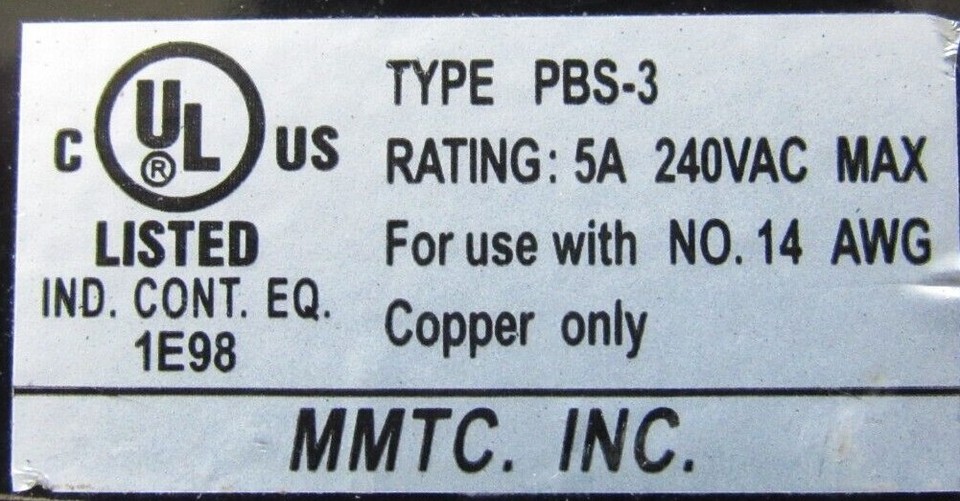 C UL® US
LISTED
IND. CONT. EQ.
1E98
TYPE PBS-3
RATING: 5A 240VAC MAX
For use with NO. 14 AWG
Copper only
MMTC. INC.